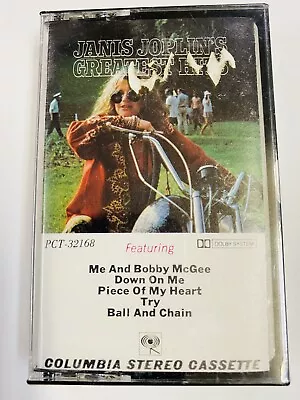 JANIS JOPLIN'S
GREATEST HITS
PCT-32168
Featuring
DOLBY SYSTEM
Me And Bobby McGee
Down On Me
Piece Of My Heart
Try
Ball And Chain
COLUMBIA STEREO CASSETTE